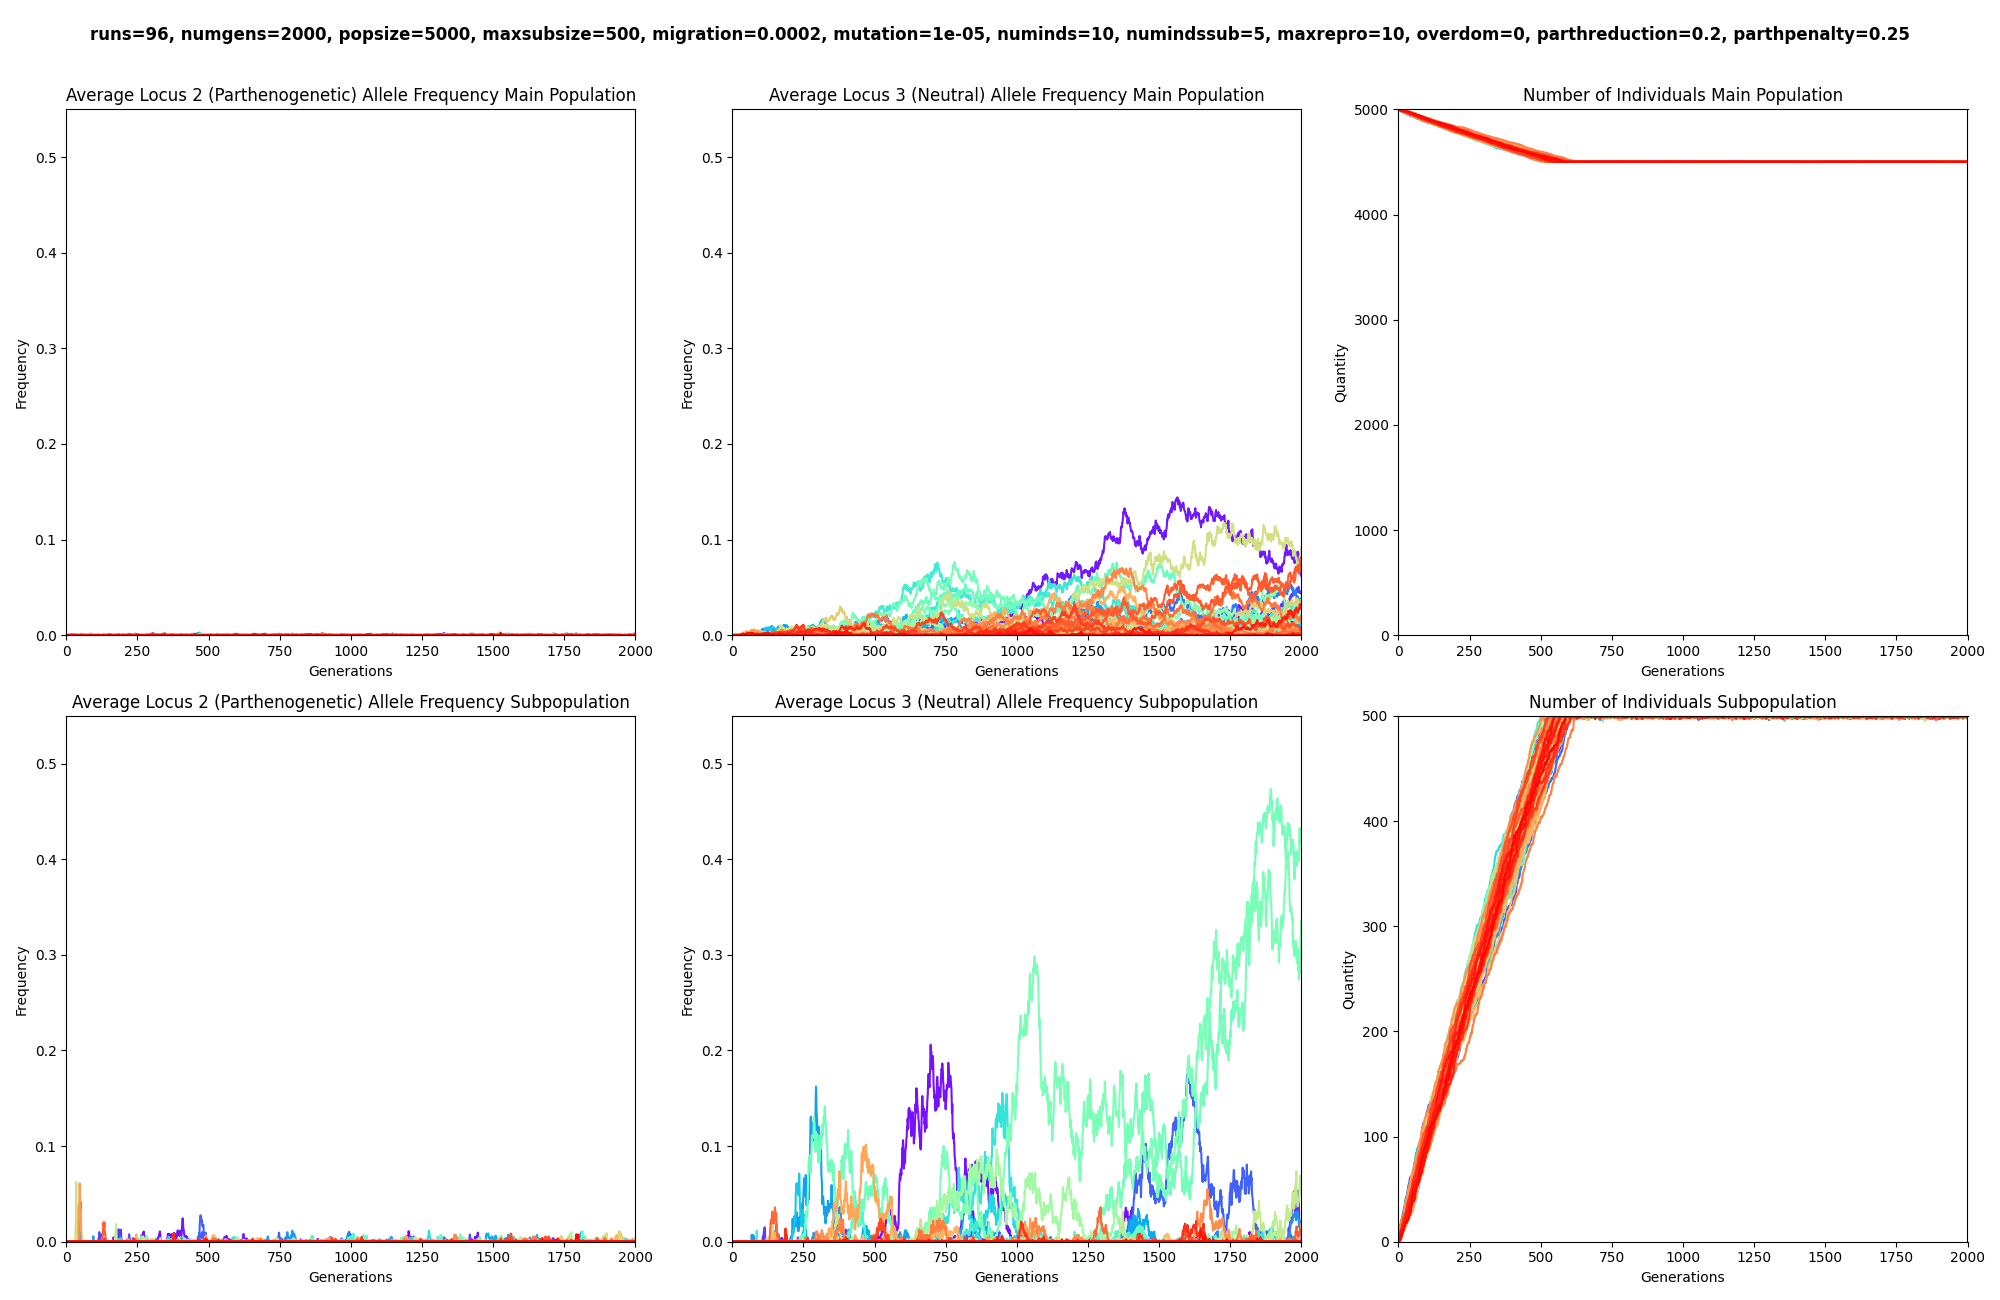 runs=96, numgens=2000, popsize=5000, maxsubsize=500, migration=0.0002, mutation=1e-05, numinds=10, numindssub=5, maxrepro=10, overdom=0, parthreduction=0.2, parthpenalty=0.25
Average Locus 2 (Parthenogenetic) Allele Frequency Main Population
Frequency
0.5
0.4
0.3
0.2
0.1
0.0
0 250 500 750 1000 1250 1500 1750 2000
Generations
Average Locus 3 (Neutral) Allele Frequency Main Population
Frequency
0.5
0.4
0.3
0.2
0.1
0.0
0 250 500 750 1000 1250 1500 1750 2000
Generations
Number of Individuals Main Population
Quantity
5000
4000
3000
2000
1000
0
0 250 500 750 1000 1250 1500 1750 2000
Generations
Average Locus 2 (Parthenogenetic) Allele Frequency Subpopulation
Frequency
0.5
0.4
0.3
0.2
0.1
0.0
0 250 500 750 1000 1250 1500 1750 2000
Generations
Average Locus 3 (Neutral) Allele Frequency Subpopulation
Frequency
0.5
0.4
0.3
0.2
0.1
0.0
0 250 500 750 1000 1250 1500 1750 2000
Generations
Number of Individuals Subpopulation
Quantity
500
400
300
200
100
0
0 250 500 750 1000 1250 1500 1750 2000
Generations